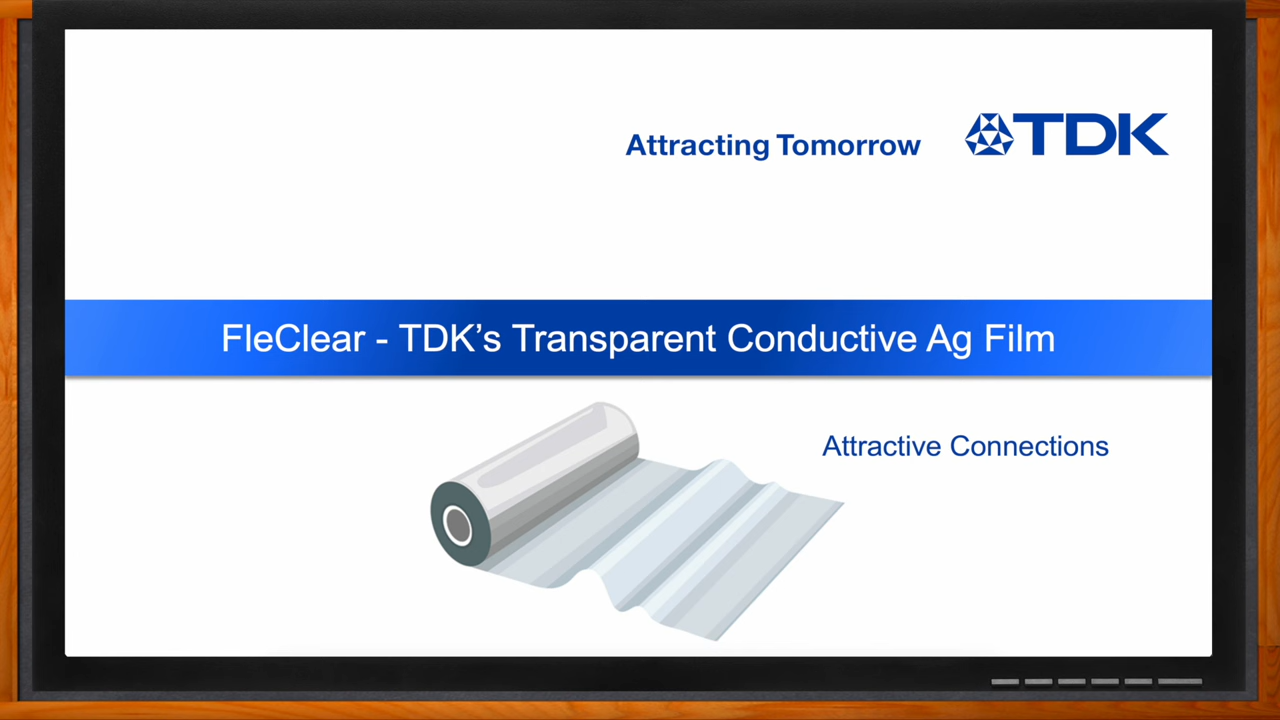 Attracting Tomorrow
TDK
FleClear - TDK’s Transparent Conductive Ag Film
Attractive Connections